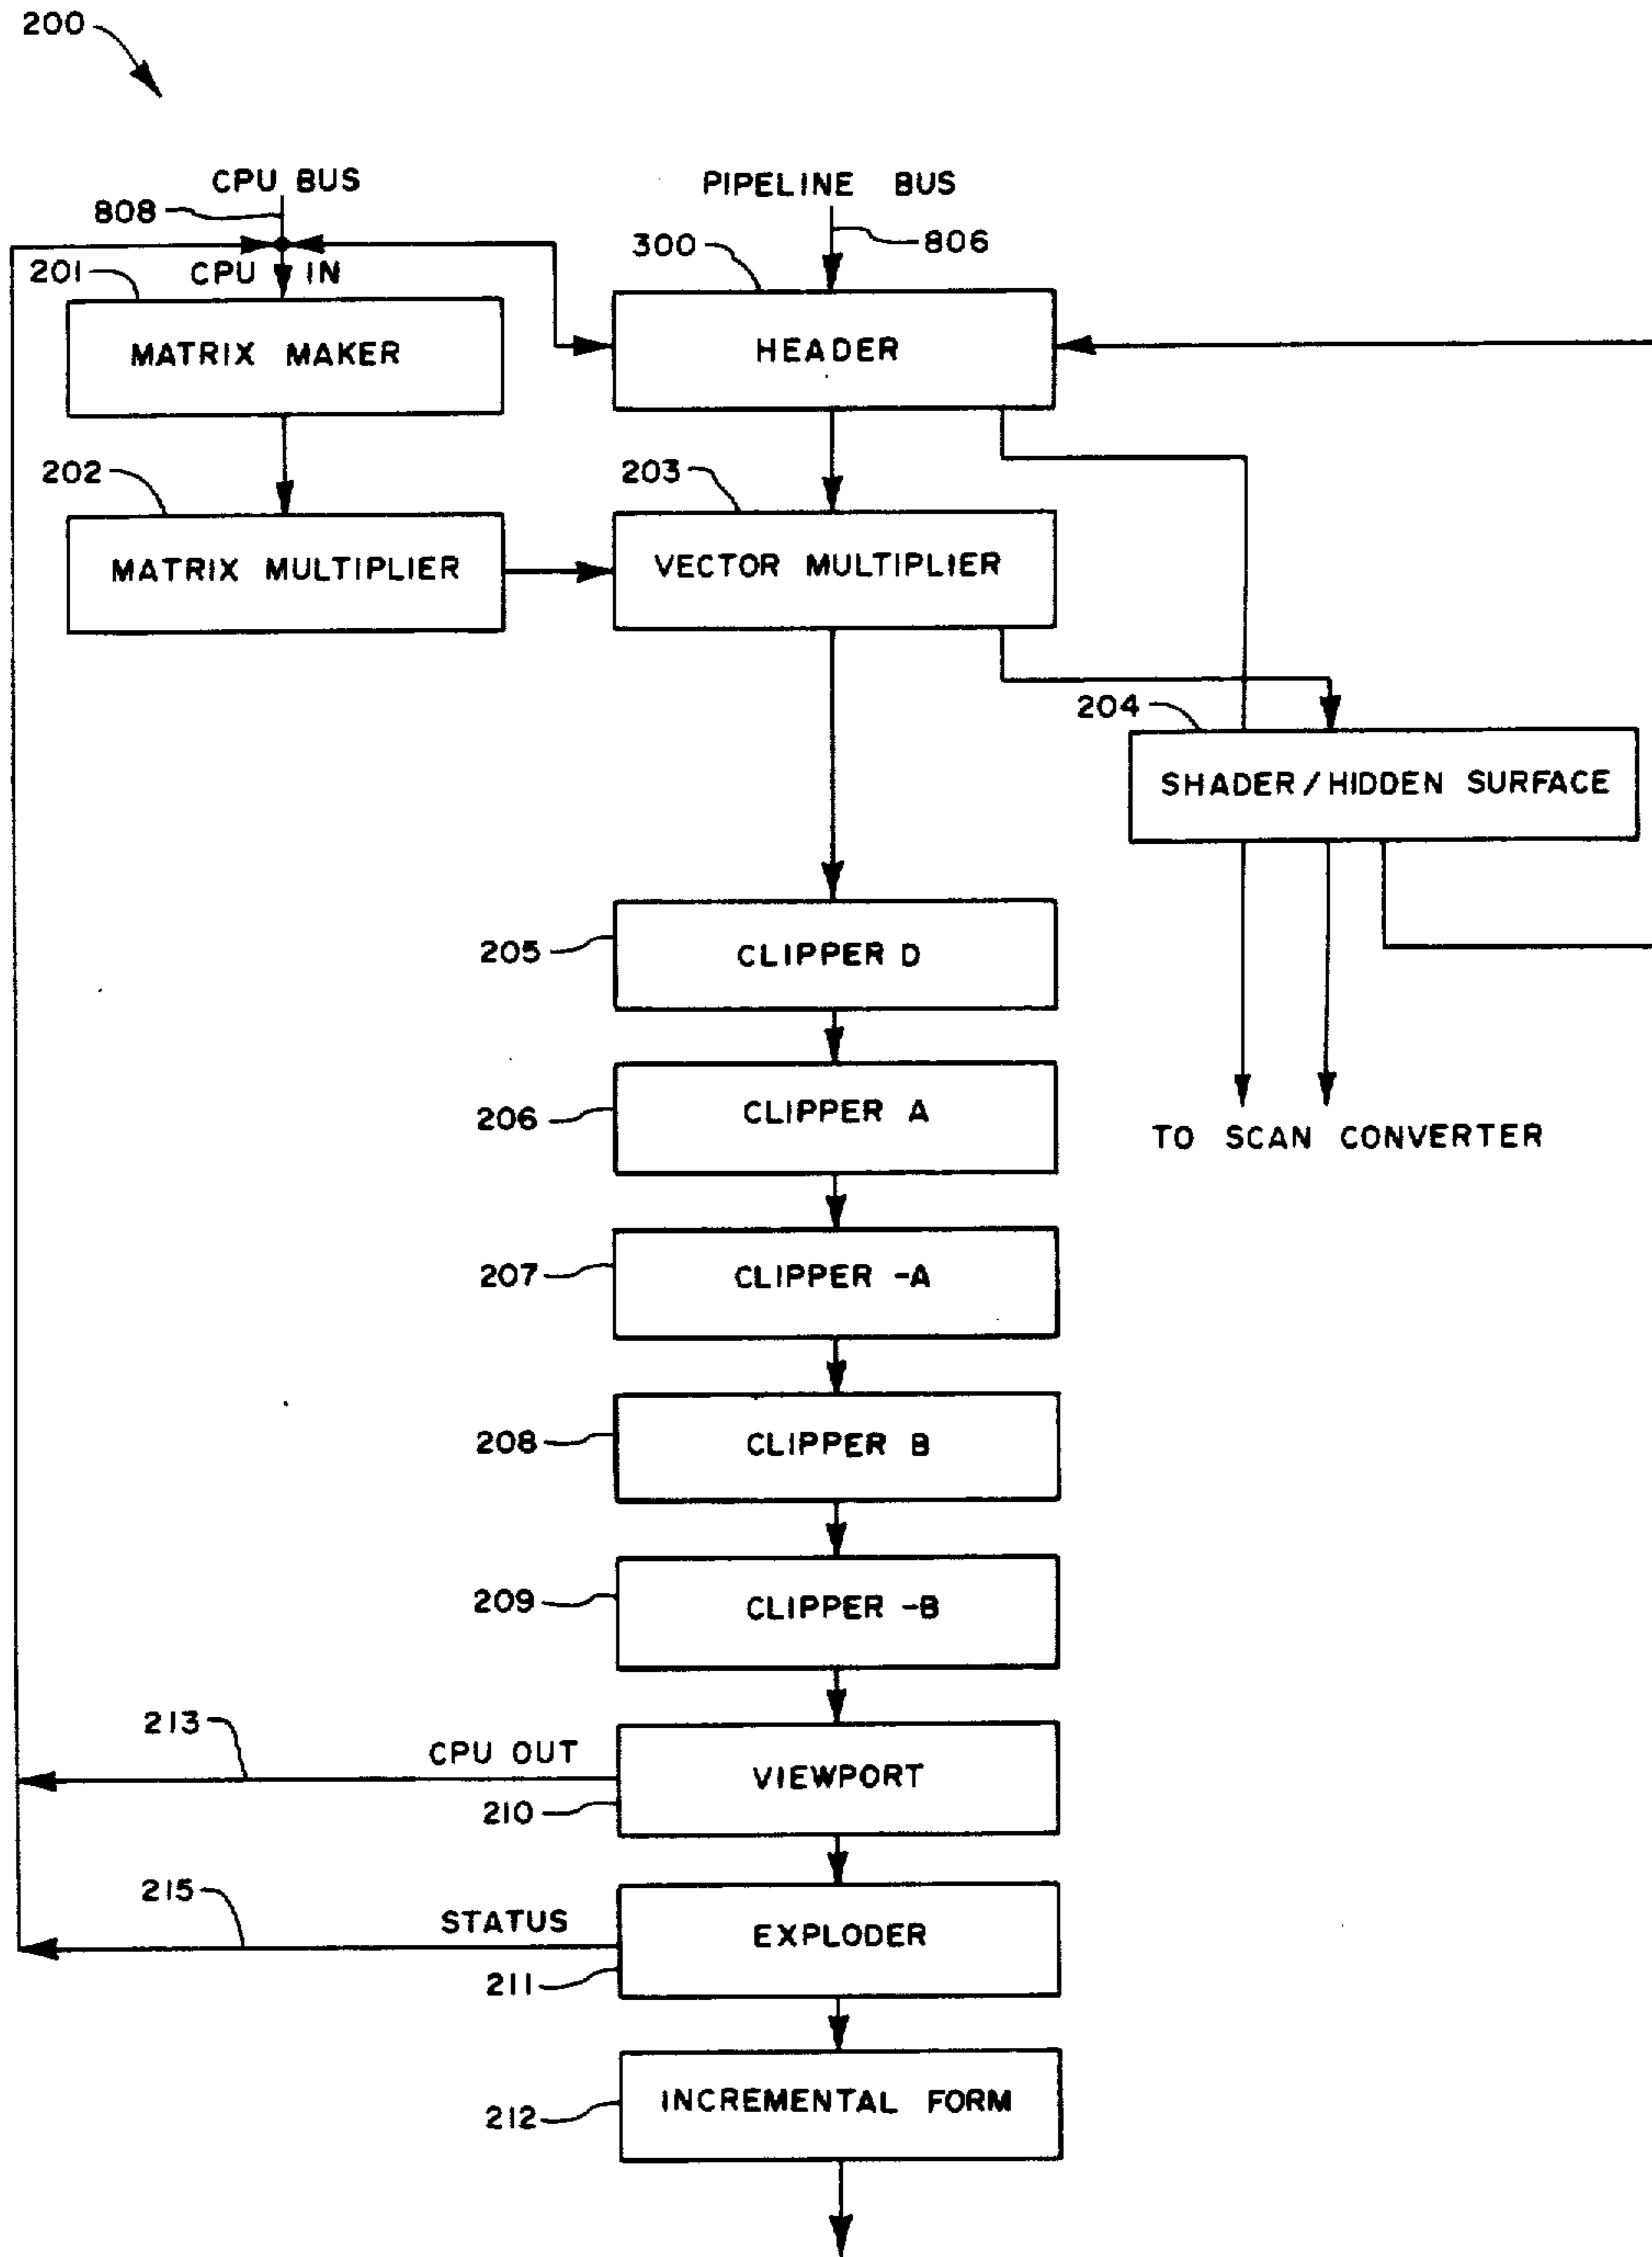 200
CPU BUS
PIPELINE BUS
808
806
300
201
CPU IN
MATRIX MAKER
HEADER
202
203
MATRIX MULTIPLIER
VECTOR MULTIPLIER
204
SHADER/HIDDEN SURFACE
205
CLIPPER D
206
CLIPPER A
TO SCAN CONVERTER
207
CLIPPER -A
208
CLIPPER B
209
CLIPPER -B
213
CPU OUT
VIEWPORT
210
215
STATUS
EXPLODER
211
INCREMENTAL FORM
212